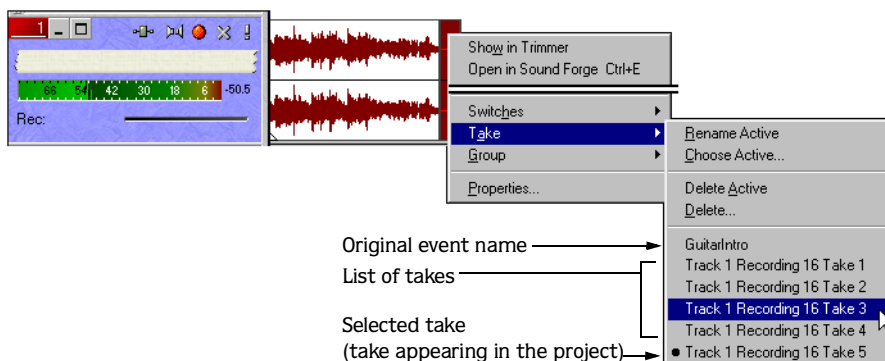 1
66 54 42 30 18 6 -50.5
Rec:
Show in Trimmer
Open in Sound Forge Ctrl+E
Switches
Take
Group
Properties...
Rename Active
Choose Active...
Delete Active
Delete...
GuitarIntro
Track 1 Recording 16 Take 1
Track 1 Recording 16 Take 2
Track 1 Recording 16 Take 3
Track 1 Recording 16 Take 4
Track 1 Recording 16 Take 5
Original event name
List of takes
Selected take
(take appearing in the project)